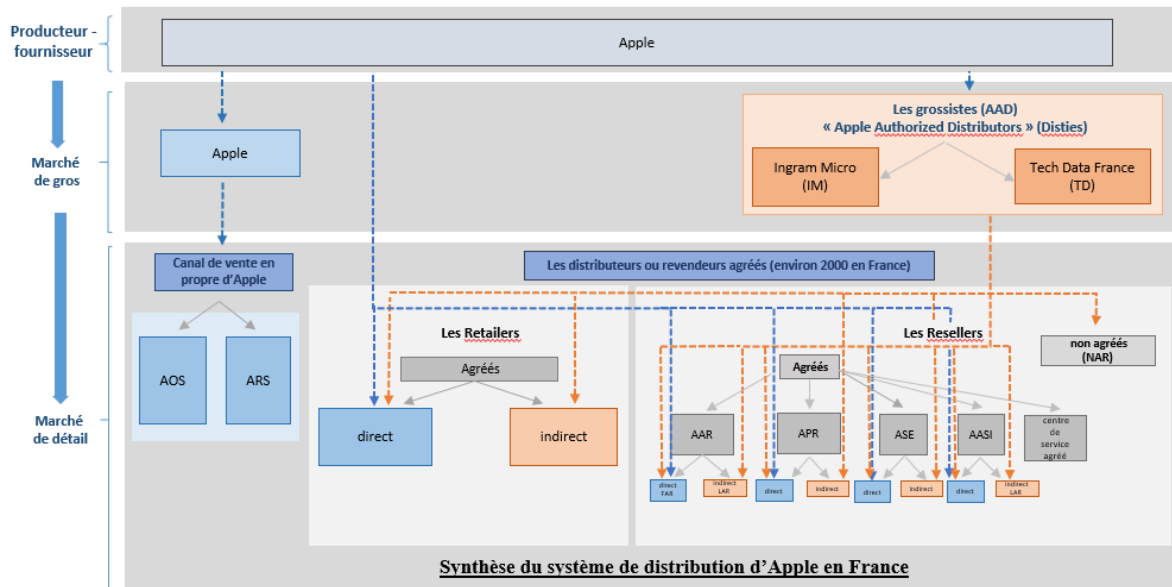 Producteur -
fournisseur
Apple
Marché
de gros
Apple
Les grossistes (AAD)
« Apple Authorized Distributors » (Disties)
Ingram Micro
(IM)
Tech Data France
(TD)
Marché
de détail
Canal de vente en
propre d’Apple
Les distributeurs ou revendeurs agréés (environ 2000 en France)
AOS
ARS
Les Retailers
Agréés
direct
indirect
Les Resellers
non agréés
(NAR)
Agréés
AAR
APR
ASE
AASI
centre
de
service
agréé
direct
FAR
indirect
LAR
direct
indirect
direct
indirect
direct
indirect
LAR
Synthèse du système de distribution d’Apple en France